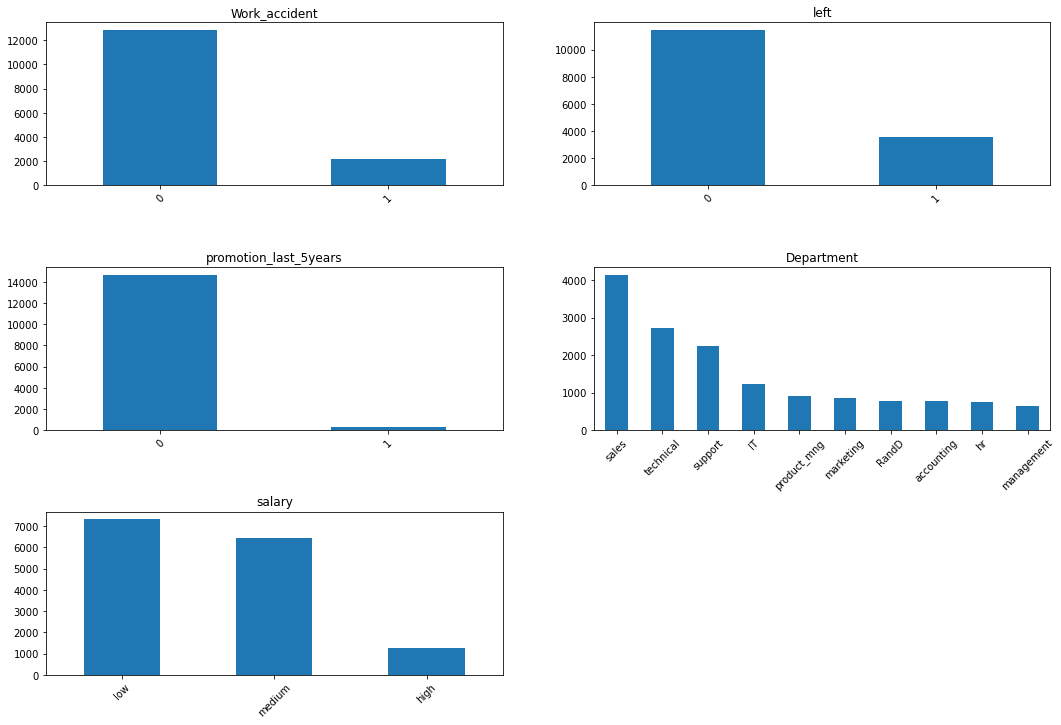 Work_accident
12000
10000
8000
6000
4000
2000
0
0
1
left
10000
8000
6000
4000
2000
0
0
1
promotion_last_5years
14000
12000
10000
8000
6000
4000
2000
0
0
1
Department
4000
3000
2000
1000
0
sales
technical
support
IT
product_mng
marketing
RandD
accounting
hr
management
salary
7000
6000
5000
4000
3000
2000
1000
0
low
medium
high